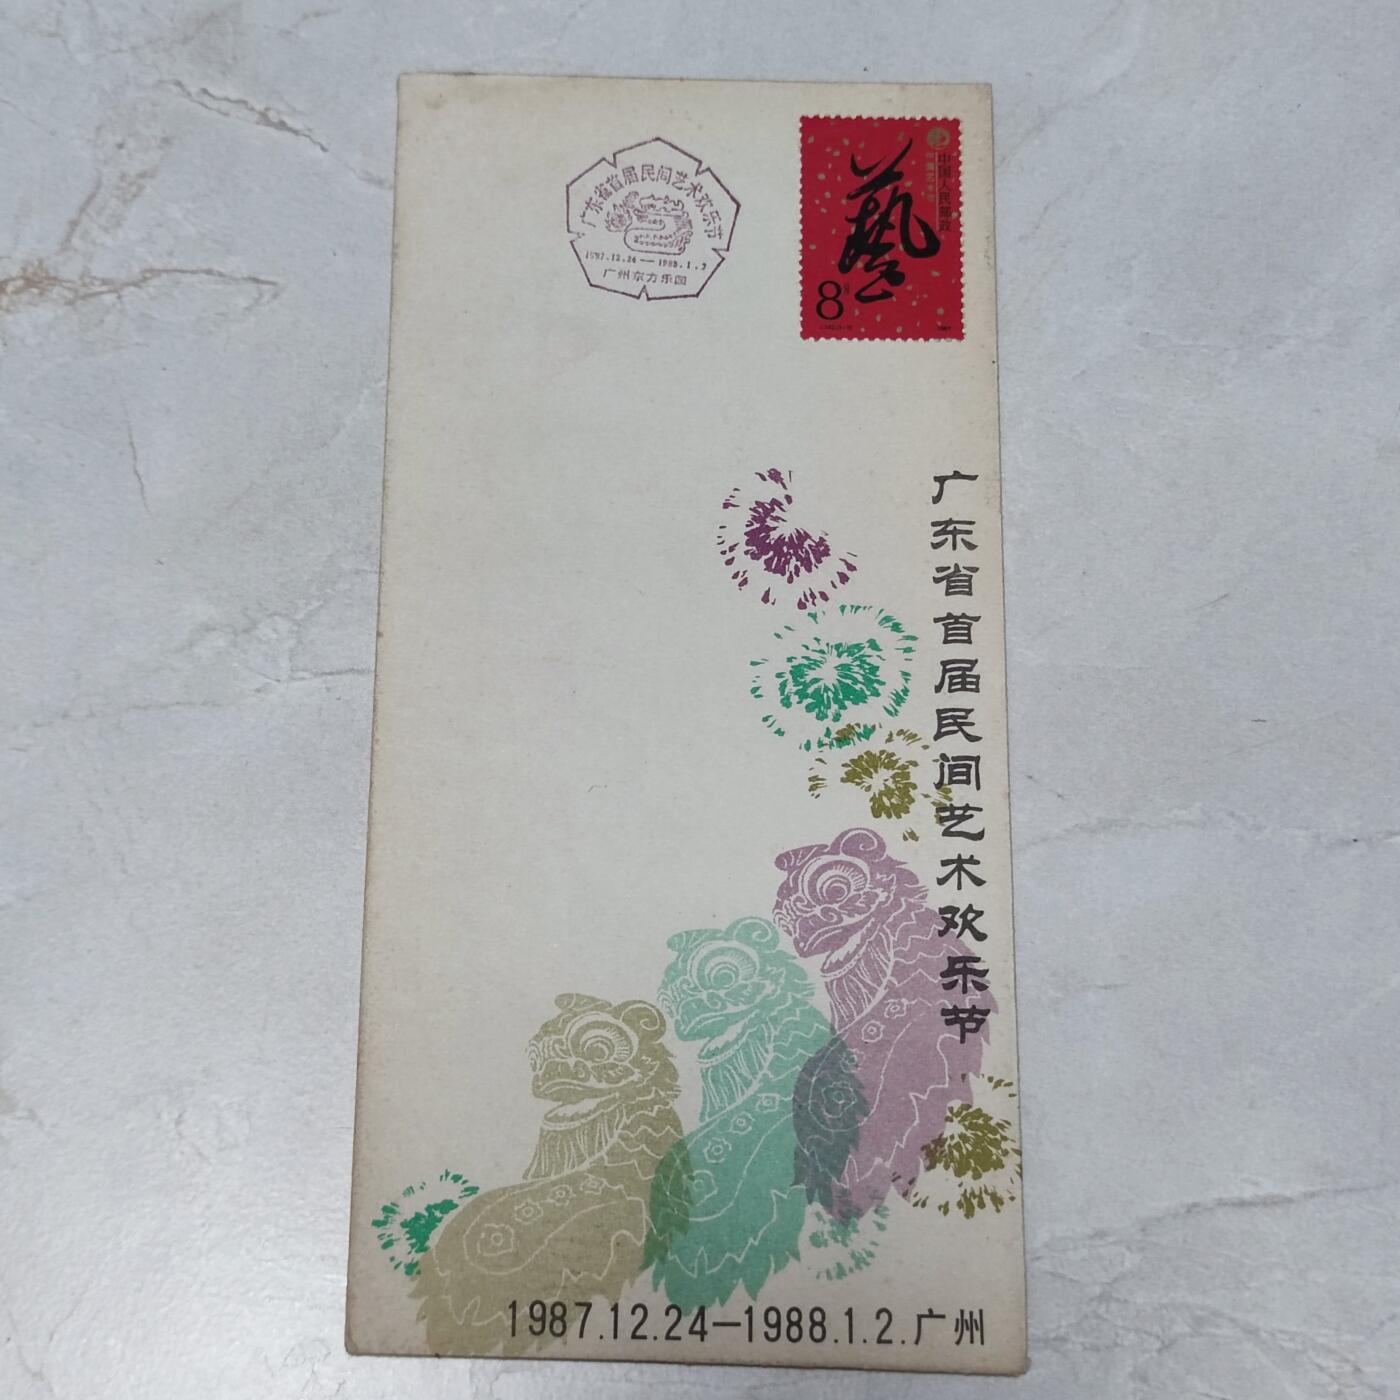 广东省首届民间艺术欢乐节
1987.12.24—1988.1.2
广州东方乐园
中国人民邮政
藝
8分
1987
广东省首届民间艺术欢乐节
1987.12.24—1988.1.2.广州